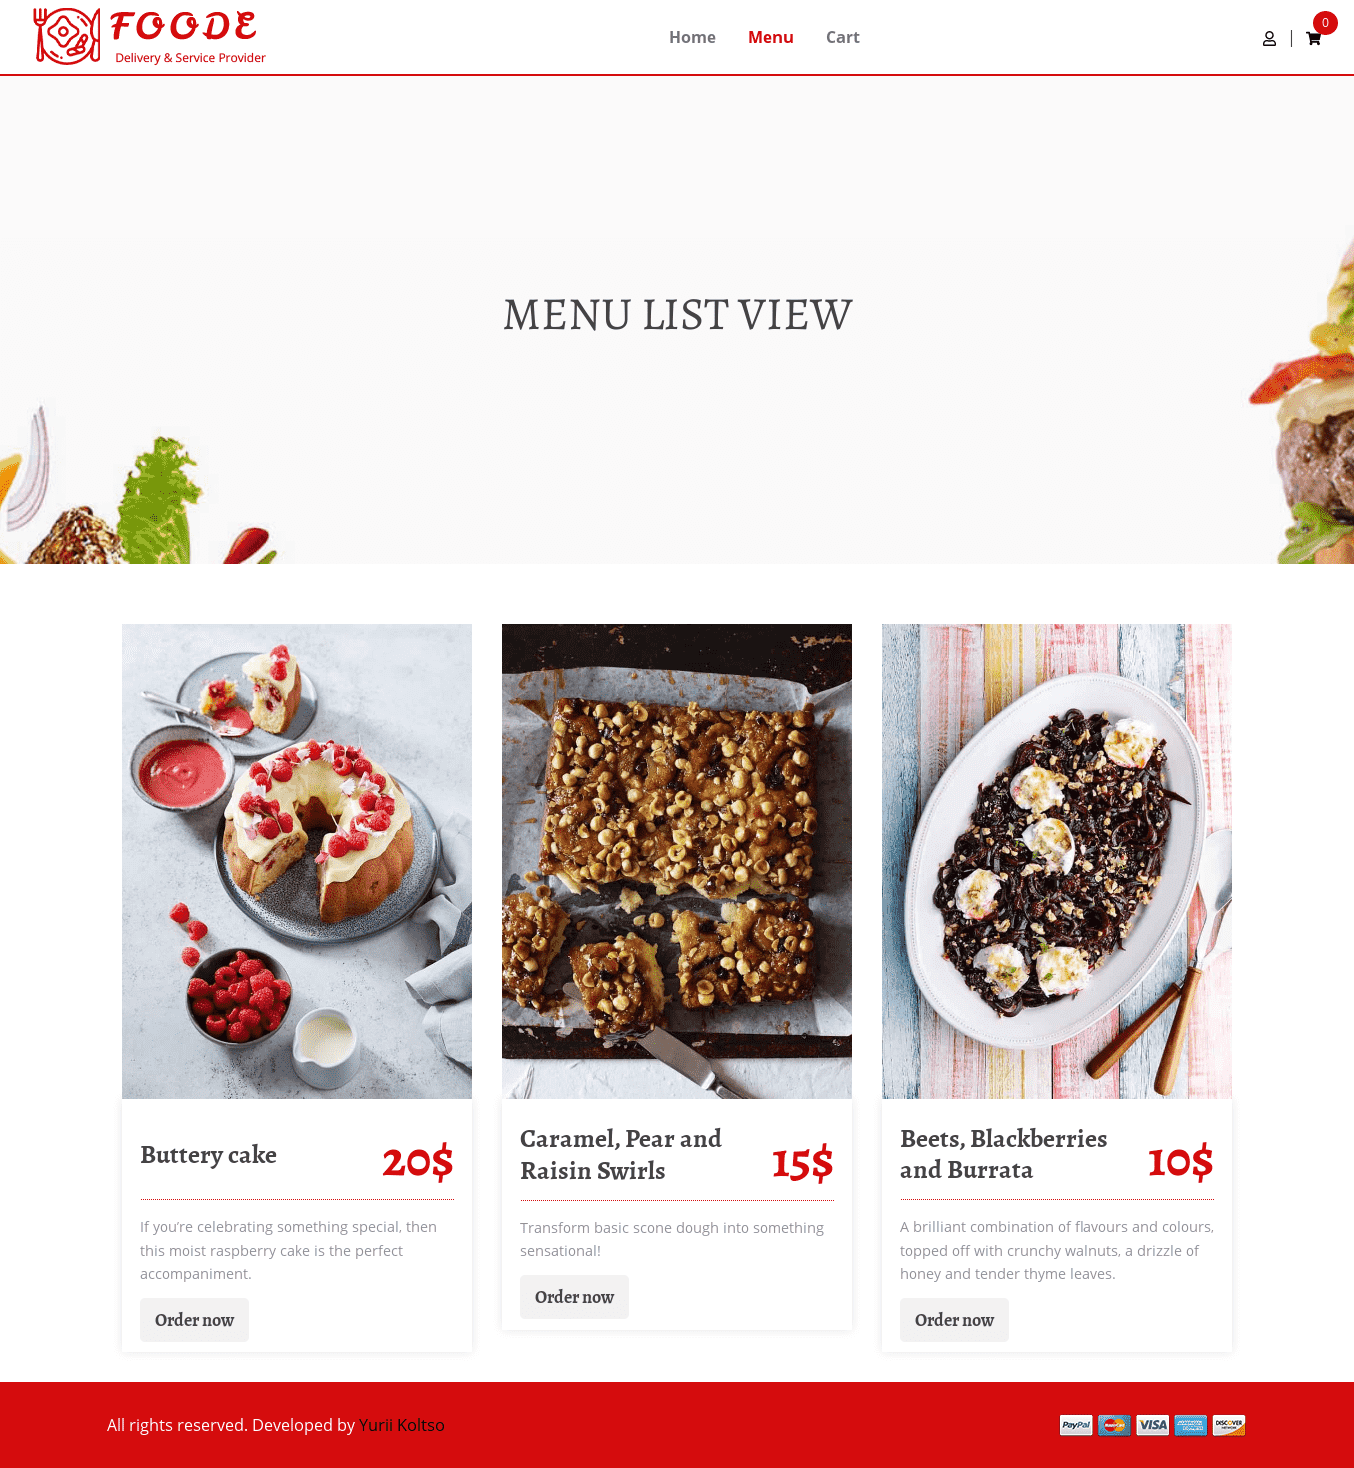 FOODE
Delivery & Service Provider
Home
Menu
Cart
0
MENU LIST VIEW
Buttery cake
20$
If you're celebrating something special, then
this moist raspberry cake is the perfect
accompaniment.
Order now
Caramel, Pear and
Raisin Swirls
15$
Transform basic scone dough into something
sensational!
Order now
Beets, Blackberries
and Burrata
10$
A brilliant combination of flavours and colours,
topped off with crunchy walnuts, a drizzle of
honey and tender thyme leaves.
Order now
All rights reserved. Developed by Yurii Koltso
PayPal
MasterCard
VISA
DISCOVER